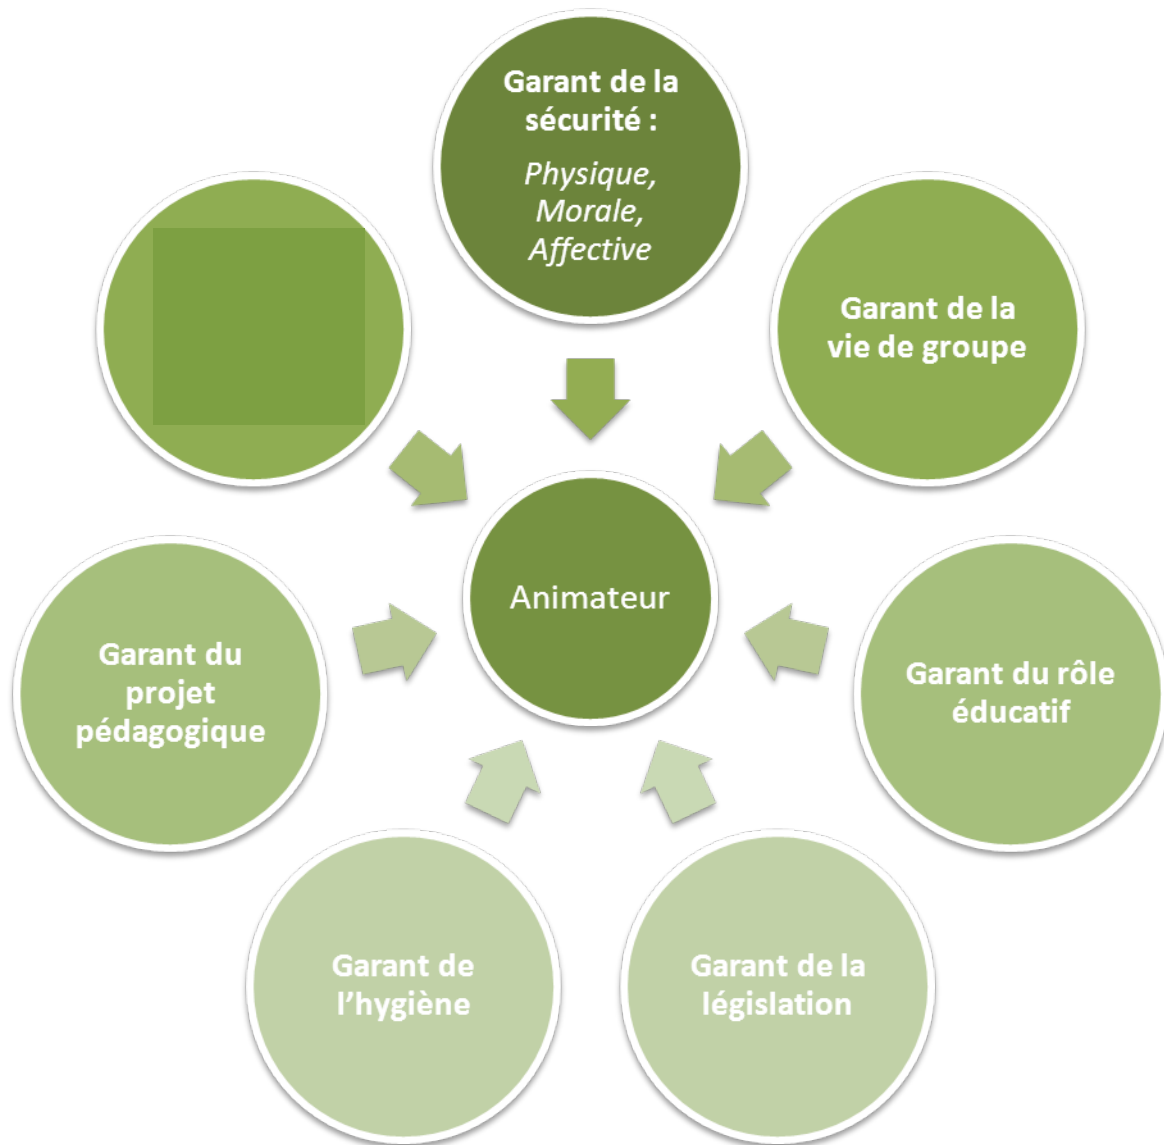 Garant de la
sécurité :
Physique,
Morale,
Affective
Garant de la
vie de groupe
Animateur
Garant du
projet
pédagogique
Garant du rôle
éducatif
Garant de
l’hygiène
Garant de la
législation